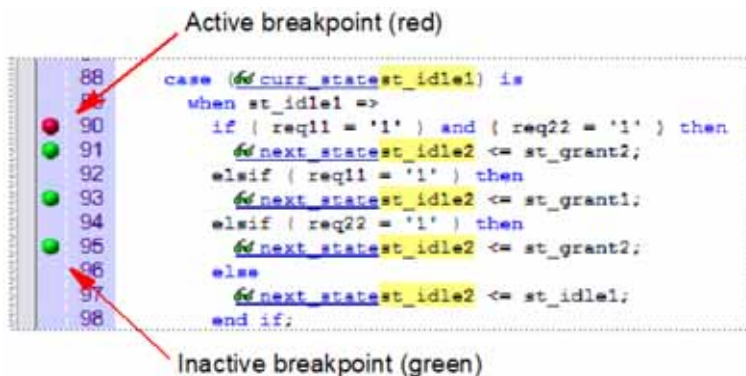 Active breakpoint (red)
88 case (curr_statest_idle1) is
89 when st_idle1 =>
90 if ( req11 = '1' ) and ( req22 = '1' ) then
91 next_statest_idle2 <= st_grant2;
92 elsif ( req11 = '1' ) then
93 next_statest_idle2 <= st_grant1;
94 elsif ( req22 = '1' ) then
95 next_statest_idle2 <= st_grant2;
96 else
97 next_statest_idle2 <= st_idle1;
98 end if;
Inactive breakpoint (green)